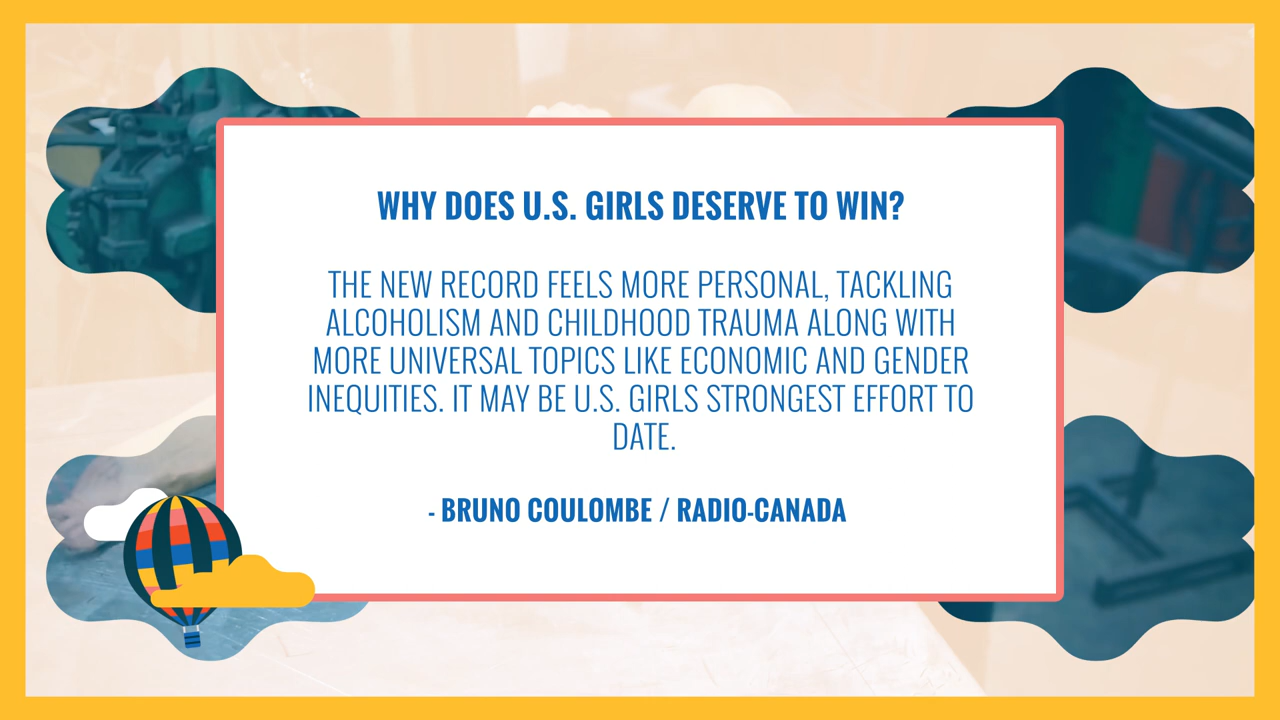 WHY DOES U.S. GIRLS DESERVE TO WIN?
THE NEW RECORD FEELS MORE PERSONAL, TACKLING
ALCOHOLISM AND CHILDHOOD TRAUMA ALONG WITH
MORE UNIVERSAL TOPICS LIKE ECONOMIC AND GENDER
INEQUITIES. IT MAY BE U.S. GIRLS STRONGEST EFFORT TO
DATE.
- BRUNO COULOMBE / RADIO-CANADA